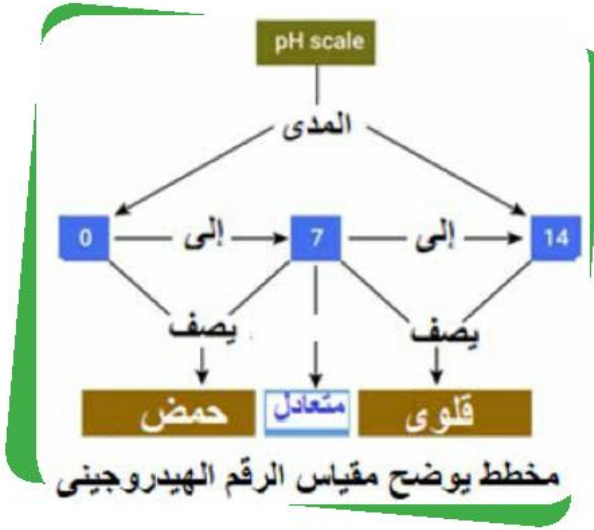 pH scale
المدى
0 إلى 7 إلى 14
يصف يصف
حمض متعادل قلوى
مخطط يوضح مقياس الرقم الهيدروجينى